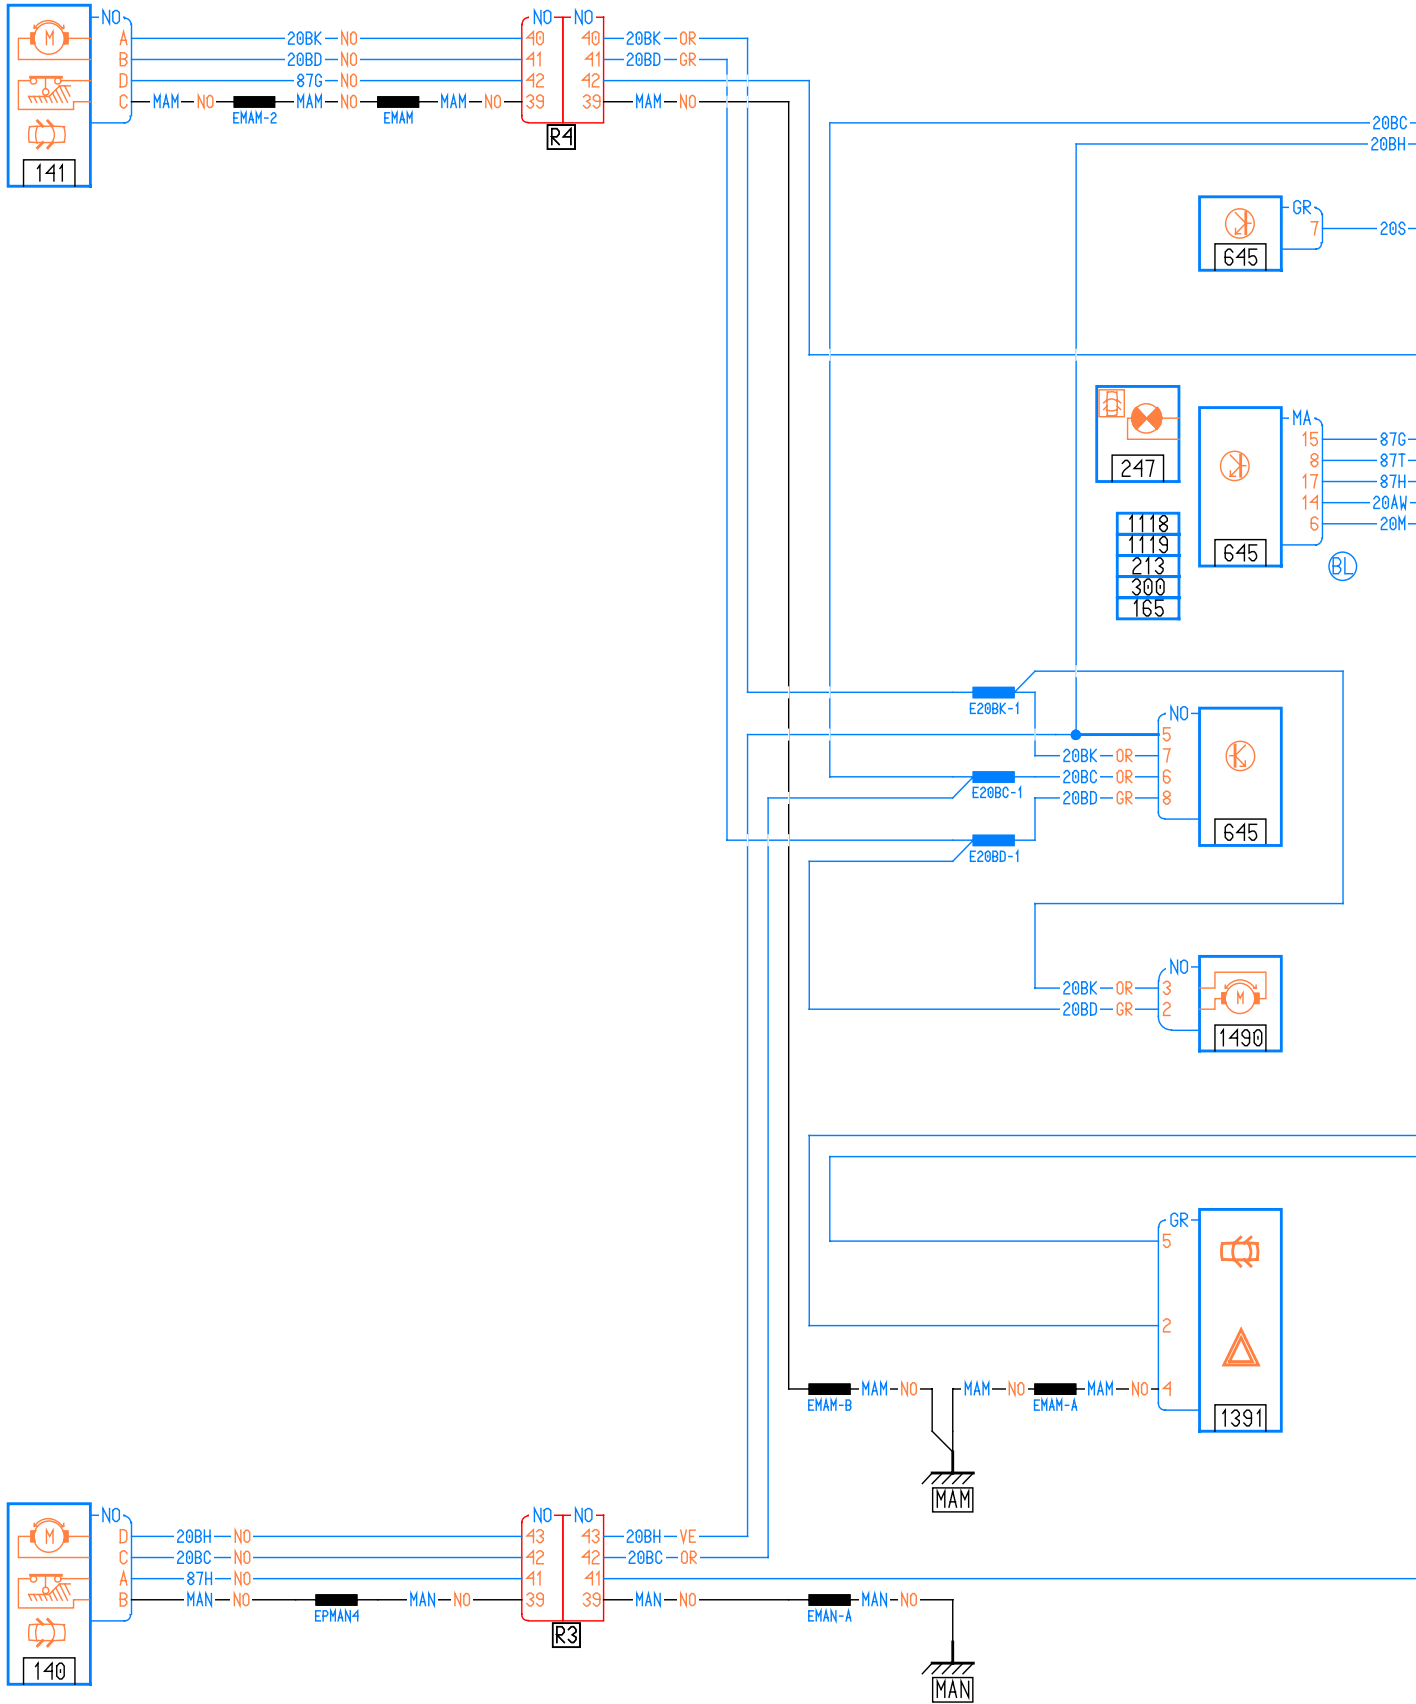 NO NO NO
M A 20BK NO 40 40 20BK OR
B 20BD NO 41 41 20BD GR
D 87G NO 42 42
C MAM NO MAM NO MAM NO 39 39 MAM NO
EMAM-2 EMAM
R4
141
20BC
20BH
GR
7 20S
645
MA
15 87G
8 87T
17 87H
14 20AW
6 20M
247
645
BL
1118
1119
213
300
165
E20BK-1
NO
5
20BK OR 7
20BC OR 6
E20BC-1
20BD GR 8
645
E20BD-1
NO
20BK OR 3
M
20BD GR 2
1490
GR
5
2
MAM NO MAM NO MAM NO 4
EMAM-B EMAM-A
1391
MAM
NO NO NO
M D 20BH NO 43 43 20BH VE
C 20BC NO 42 42 20BC OR
A 87H NO 41 41
B MAN NO MAN NO 39 39 MAN NO MAN NO
EPMAN4 EMAN-A
R3
140
MAN